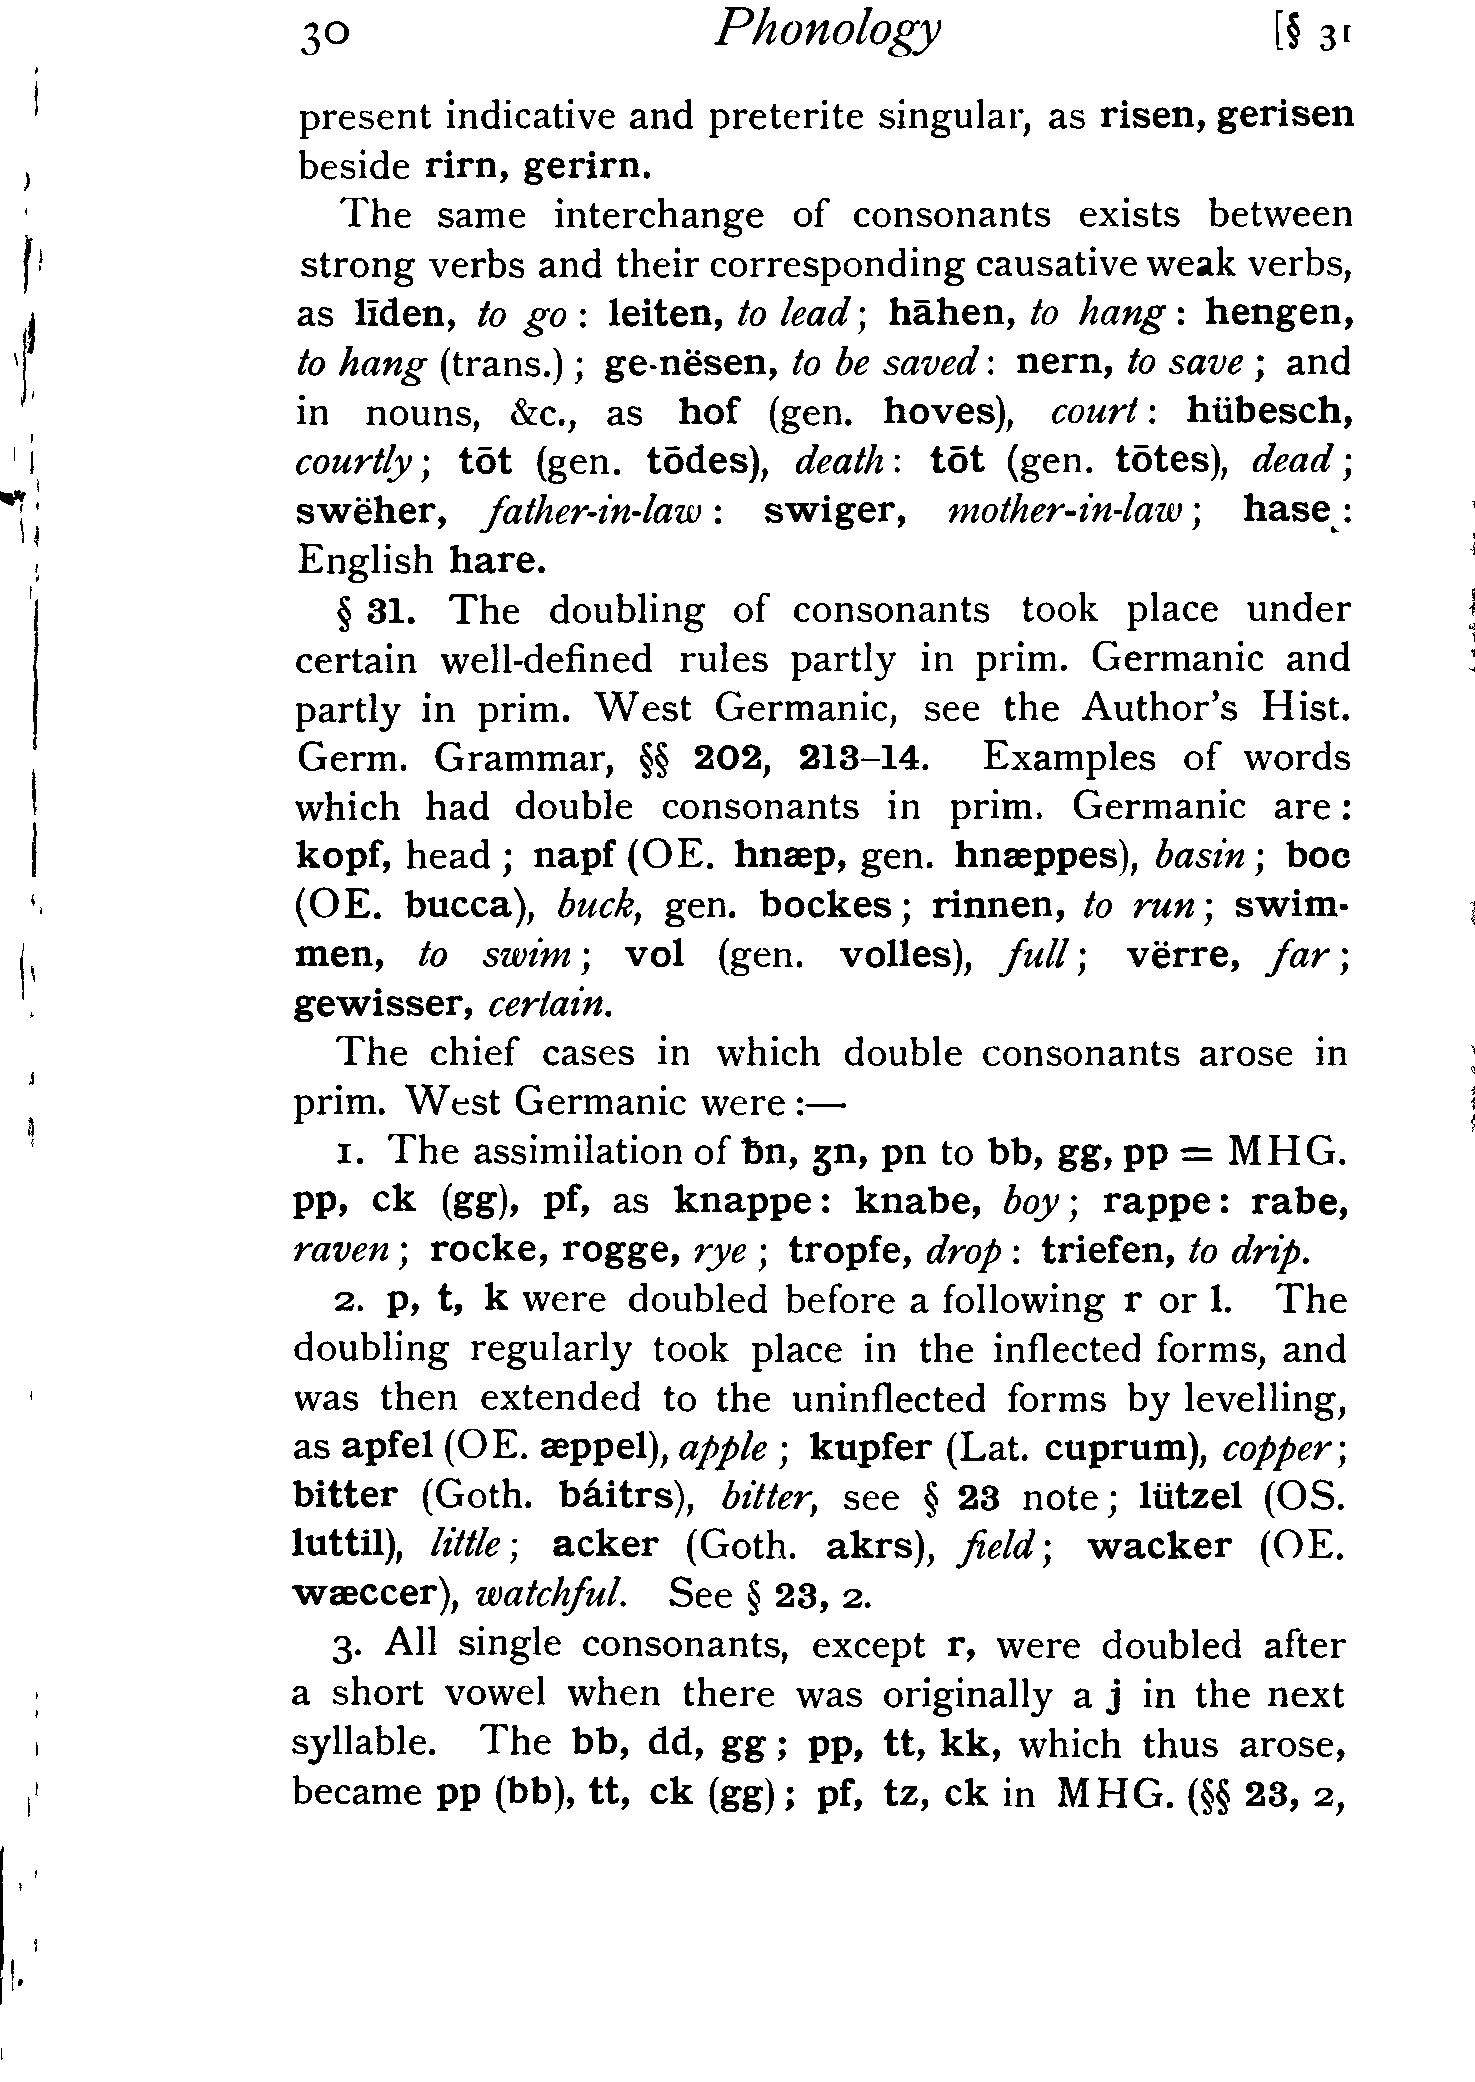 30 Phonology [§ 31
present indicative and preterite singular, as risen, gerisen
beside rirn, gerirn.
The same interchange of consonants exists between
strong verbs and their corresponding causative weak verbs,
as līden, to go : leiten, to lead ; hāhen, to hang : hengen,
to hang (trans.) ; ge-nësen, to be saved : nern, to save ; and
in nouns, &c., as hof (gen. hoves), court : hübesch,
courtly ; tōt (gen. tōdes), death : tōt (gen. tōtes), dead ;
swëher, father-in-law : swiger, mother-in-law ; hase :
English hare.
§ 31. The doubling of consonants took place under
certain well-defined rules partly in prim. Germanic and
partly in prim. West Germanic, see the Author's Hist.
Germ. Grammar, §§ 202, 213–14. Examples of words
which had double consonants in prim. Germanic are :
kopf, head ; napf (OE. hnæp, gen. hnæppes), basin ; boc
(OE. bucca), buck, gen. bockes ; rinnen, to run ; swim-
men, to swim ; vol (gen. volles), full ; vërre, far ;
gewisser, certain.
The chief cases in which double consonants arose in
prim. West Germanic were :—
1. The assimilation of ƀn, ʒn, pn to bb, gg, pp = MHG.
pp, ck (gg), pf, as knappe : knabe, boy ; rappe : rabe,
raven ; rocke, rogge, rye ; tropfe, drop : triefen, to drip.
2. p, t, k were doubled before a following r or l. The
doubling regularly took place in the inflected forms, and
was then extended to the uninflected forms by levelling,
as apfel (OE. æppel), apple ; kupfer (Lat. cuprum), copper ;
bitter (Goth. báitrs), bitter, see § 23 note ; lützel (OS.
luttil), little ; acker (Goth. akrs), field ; wacker (OE.
wæccer), watchful. See § 23, 2.
3. All single consonants, except r, were doubled after
a short vowel when there was originally a j in the next
syllable. The bb, dd, gg ; pp, tt, kk, which thus arose,
became pp (bb), tt, ck (gg) ; pf, tz, ck in MHG. (§§ 23, 2,